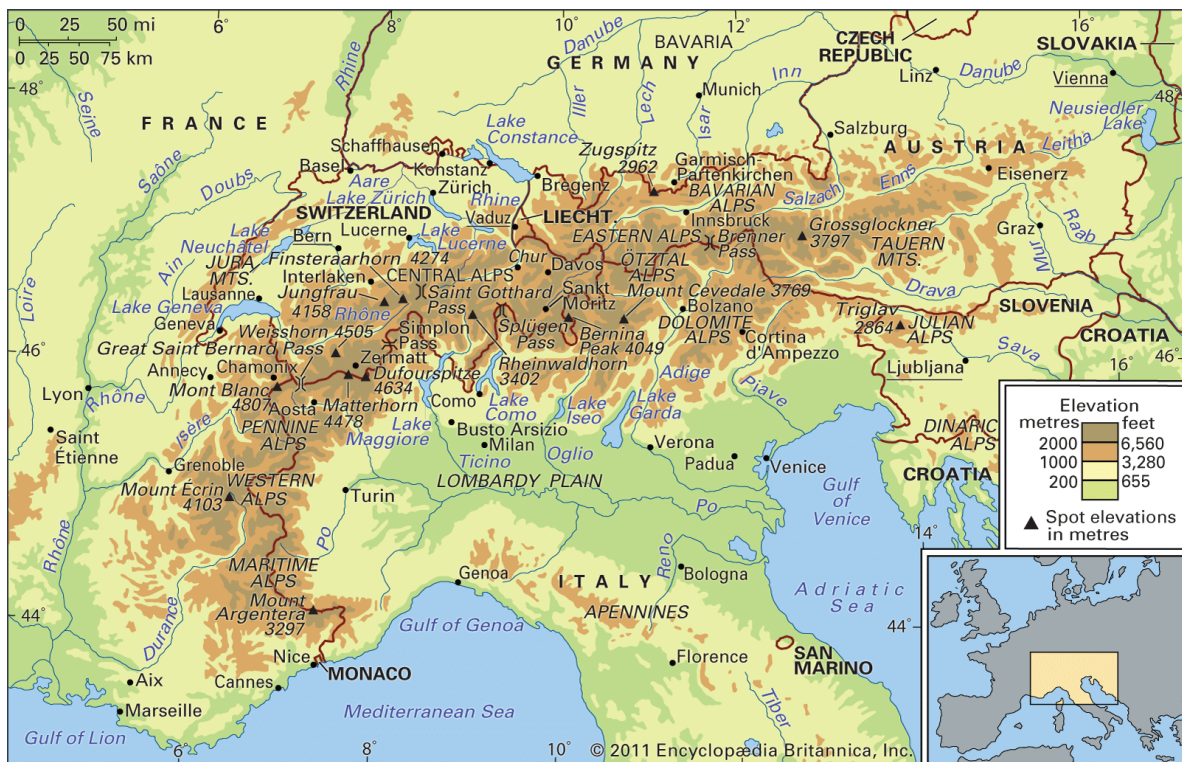 0 25 50 mi
0 25 50 75 km
6
8
10
12
14
16
48
Seine
FRANCE
Saône
Doubs
Loire
Rhine
Danube
BAVARIA
GERMANY
Iller
Lech
Isar
Inn
Munich
CZECH
REPUBLIC
Linz
Danube
SLOVAKIA
Vienna
48
Neusiedler
Lake
Leitha
Salzburg
AUSTRIA
Eisenerz
Enns
Salzach
Schaffhausen
Lake
Constance
Basel
Konstanz
Aare
Zürich
Lake Zürich
Rhine
Bregenz
Zugspitz
2962
Garmisch-
Partenkirchen
BAVARIAN
ALPS
SWITZERLAND
Vaduz
LIECHT.
Innsbruck
EASTERN ALPS
Brenner
Pass
Grossglockner
3797
TAUERN
MTS.
Graz
Raab
Mur
Lake
Neuchâtel
Bern
Lucerne
Lake
Lucerne
Finsteraarhorn
4274
Ain
JURA
MTS.
Interlaken
CENTRAL ALPS
Chur
Davos
ÖTZTAL
ALPS
Jungfrau
4158
Rhône
Saint Gotthard
Pass
Sankt
Moritz
Mount Cevedale 3769
Drava
Lake Geneva
Lausanne
Geneva
Weisshorn 4505
Simplon
Pass
Splügen
Pass
Bernina
Peak 4049
Bolzano
DOLOMITE
ALPS
Cortina
d'Ampezzo
Triglav
2864
JULIAN
ALPS
SLOVENIA
CROATIA
Sava
Ljubljana
16
46
46
Great Saint Bernard Pass
Zermatt
Rheinwaldhorn
3402
Annecy
Chamonix
Dufourspitze
4634
Mont Blanc
4807
Matterhorn
4478
Aosta
PENNINE
ALPS
Lake
Maggiore
Como
Lake
Como
Lake
Iseo
Lake
Garda
Adige
Piave
Lyon
Rhône
Isère
Saint
Étienne
Busto Arsizio
Milan
Ticino
Oglio
Verona
Padua
Venice
Gulf
of
Venice
DINARIC
ALPS
CROATIA
Grenoble
Mount Écrin
4103
WESTERN
ALPS
Turin
LOMBARDY PLAIN
Po
Po
Rhône
MARITIME
ALPS
Mount
Argentera
3297
Durance
Genoa
ITALY
APENNINES
Reno
Bologna
Adriatic
Sea
14
44
44
Gulf of Genoa
Nice
MONACO
Cannes
Aix
Marseille
Gulf of Lion
Mediterranean Sea
Florence
SAN
MARINO
Tiber
6
8
10
12
Elevation
metres feet
2000 6,560
1000 3,280
200 655
Spot elevations
in metres
© 2011 Encyclopædia Britannica, Inc.